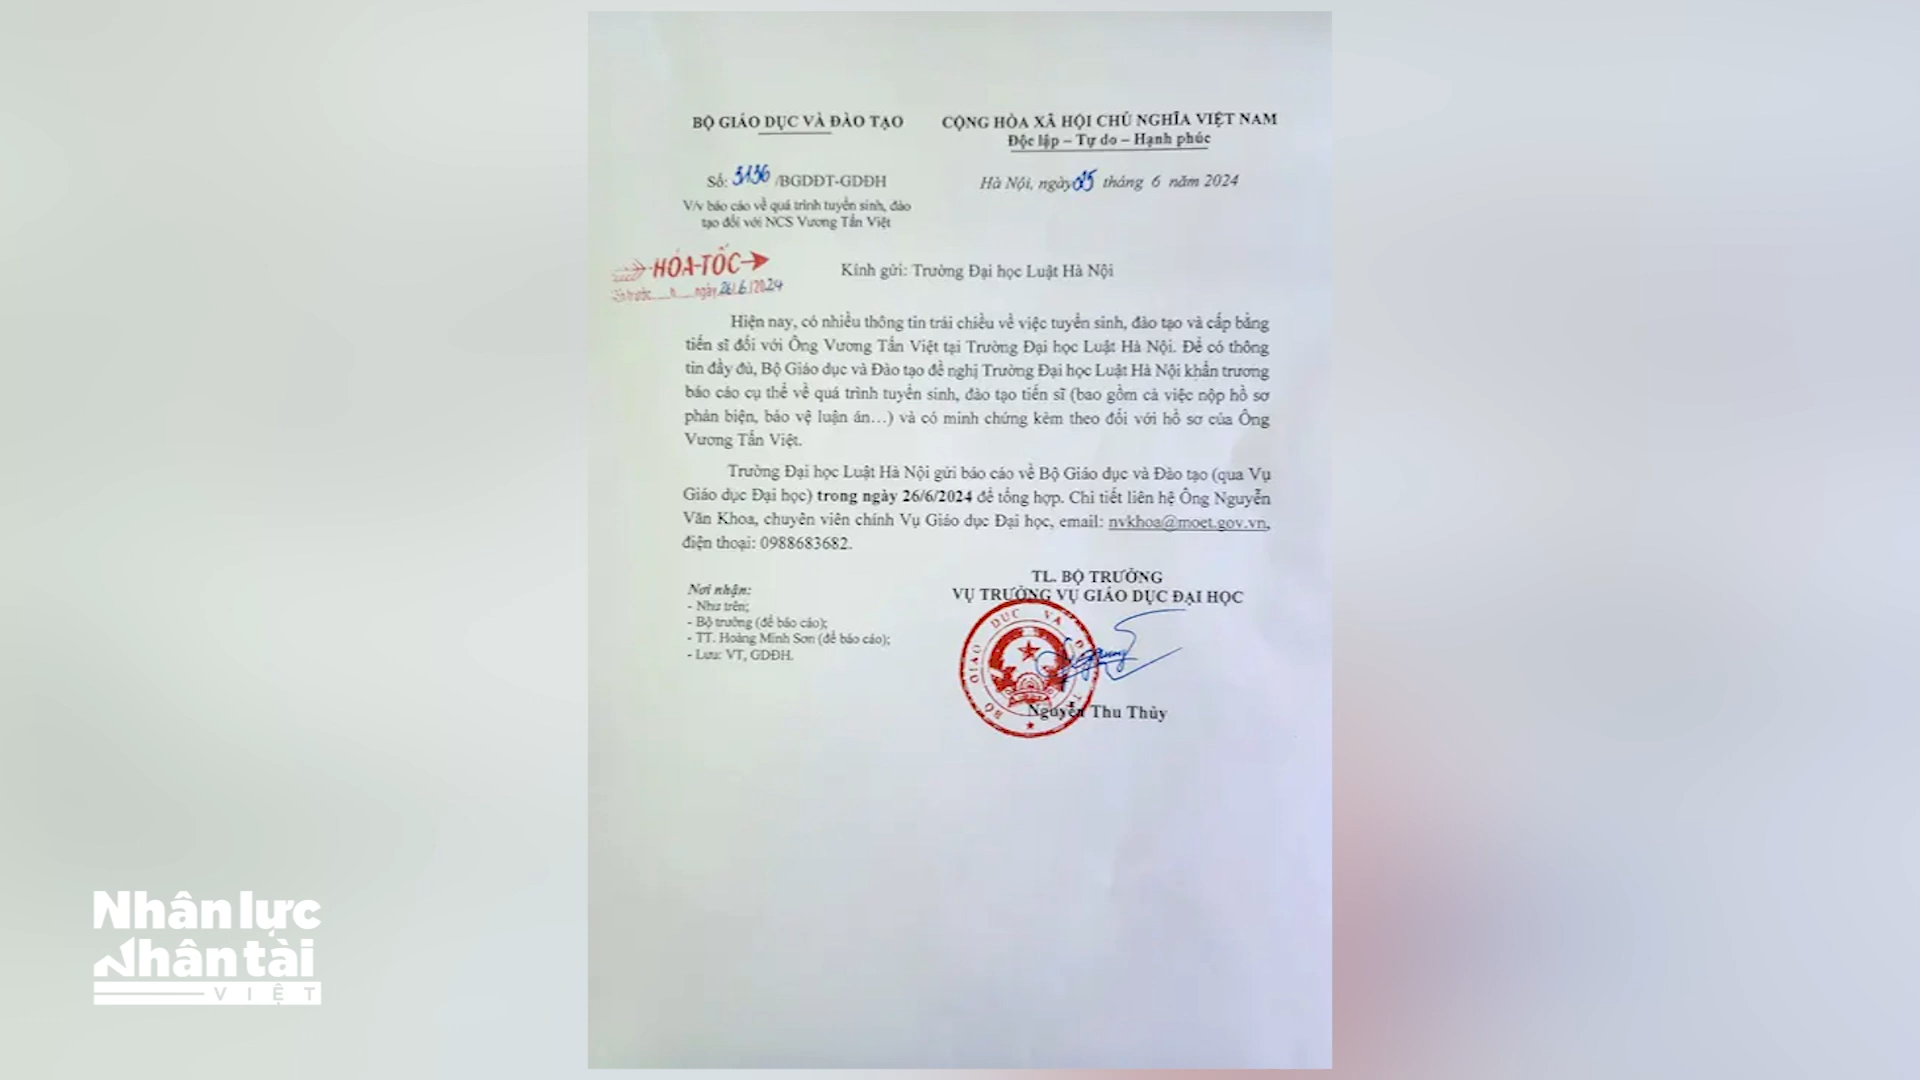 BỘ GIÁO DỤC VÀ ĐÀO TẠO
CỘNG HÒA XÃ HỘI CHỦ NGHĨA VIỆT NAM
Độc lập – Tự do – Hạnh phúc
Số: 3136 /BGDĐT-GDĐH
Hà Nội, ngày 25 tháng 6 năm 2024
V/v báo cáo về quá trình tuyển sinh, đào
tạo đối với NCS Vương Tấn Việt
HỎA-TỐC
ngày 26/6/2024
Kính gửi: Trường Đại học Luật Hà Nội
Hiện nay, có nhiều thông tin trái chiều về việc tuyển sinh, đào tạo và cấp bằng
tiến sĩ đối với Ông Vương Tấn Việt tại Trường Đại học Luật Hà Nội. Để có thông
tin đầy đủ, Bộ Giáo dục và Đào tạo đề nghị Trường Đại học Luật Hà Nội khẩn trương
báo cáo cụ thể về quá trình tuyển sinh, đào tạo tiến sĩ (bao gồm cả việc nộp hồ sơ
phản biện, bảo vệ luận án…) và có minh chứng kèm theo đối với hồ sơ của Ông
Vương Tấn Việt.
Trường Đại học Luật Hà Nội gửi báo cáo về Bộ Giáo dục và Đào tạo (qua Vụ
Giáo dục Đại học) trong ngày 26/6/2024 để tổng hợp. Chi tiết liên hệ Ông Nguyễn
Văn Khoa, chuyên viên chính Vụ Giáo dục Đại học, email: nvkhoa@moet.gov.vn,
điện thoại: 0988683682.
Nơi nhận:
- Như trên;
- Bộ trưởng (để báo cáo);
- TT. Hoàng Minh Sơn (để báo cáo);
- Lưu: VT, GDĐH.
TL. BỘ TRƯỞNG
VỤ TRƯỞNG VỤ GIÁO DỤC ĐẠI HỌC
BỘ GIÁO DỤC VÀ
Nguyễn Thu Thủy
Nhân lực
Nhân tài
VIỆT